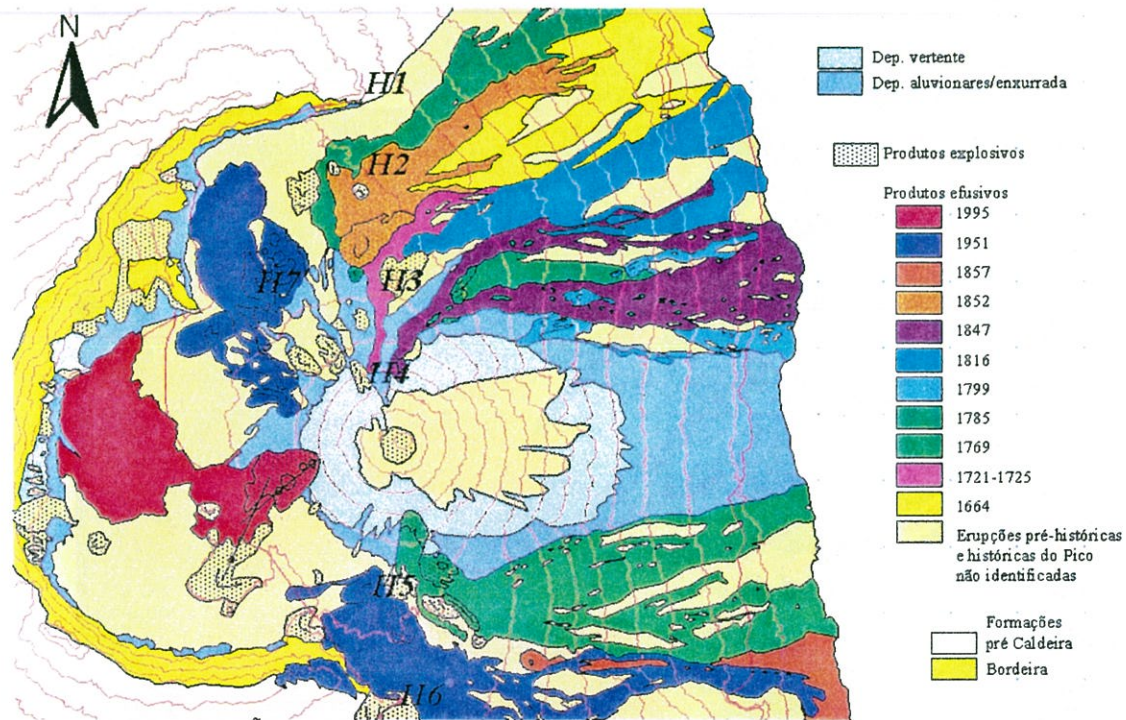 N
H1
H2
H3
H7
H4
H5
H6
Dep. vertente
Dep. aluvionares/enxurrada
Produtos explosivos
Produtos efusivos
1995
1951
1857
1852
1847
1816
1799
1785
1769
1721-1725
1664
Erupções pré-históricas
e históricas do Pico
não identificadas
Formações
pré Caldeira
Bordeira